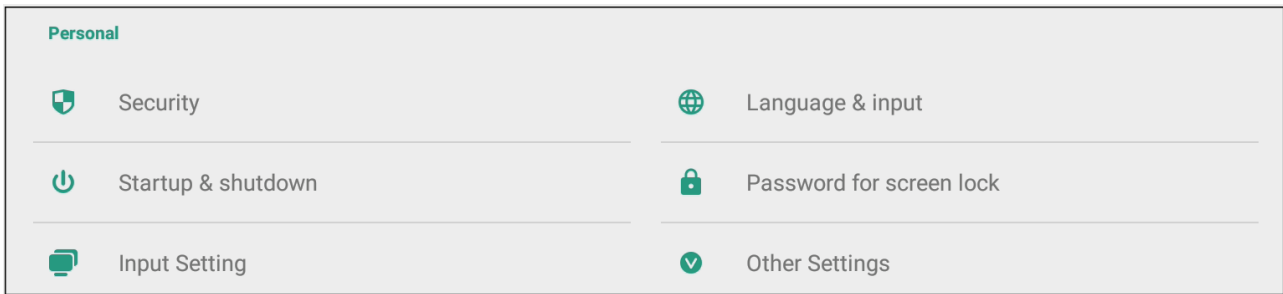 Personal
Security
Language & input
Startup & shutdown
Password for screen lock
Input Setting
Other Settings